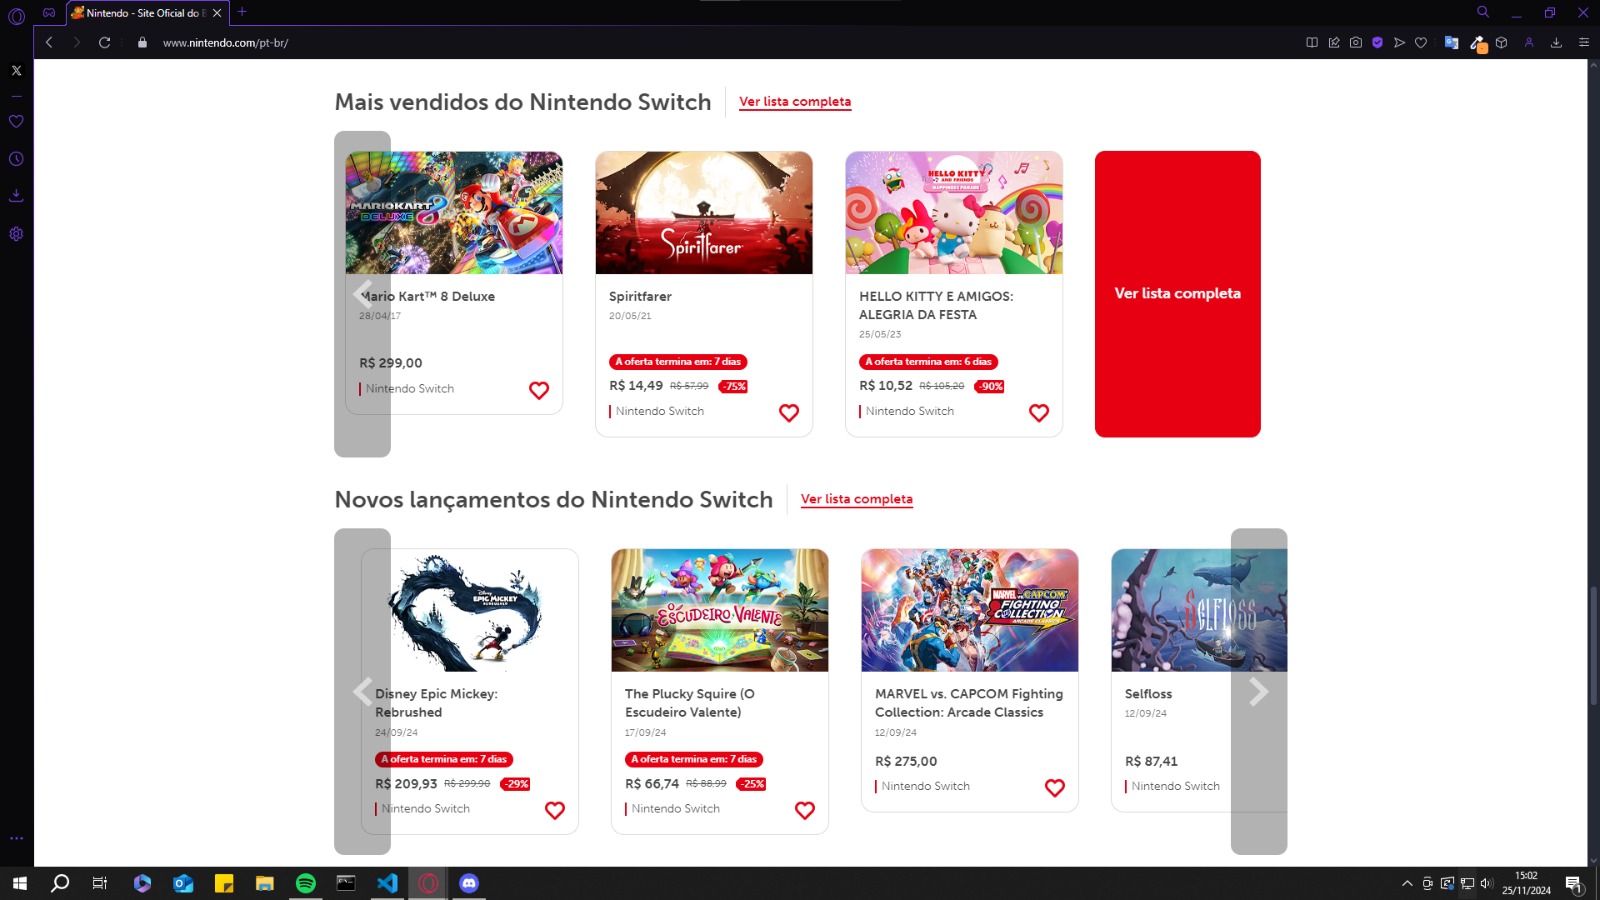 Nintendo - Site Oficial do B
www.nintendo.com/pt-br/
Mais vendidos do Nintendo Switch
Ver lista completa
MARIO KART 8
DELUXE
Spiritfarer
HELLO KITTY
AND FRIENDS
HAPPINESS PARADE
Mario Kart™ 8 Deluxe
28/04/17
R$ 299,00
Nintendo Switch
Spiritfarer
20/05/21
A oferta termina em: 7 dias
R$ 14,49 R$ 57,99 -75%
Nintendo Switch
HELLO KITTY E AMIGOS:
ALEGRIA DA FESTA
25/05/23
A oferta termina em: 6 dias
R$ 10,52 R$ 105,20 -90%
Nintendo Switch
Ver lista completa
Novos lançamentos do Nintendo Switch
Ver lista completa
Disney
EPIC MICKEY
REBRUSHED
O ESCUDEIRO VALENTE
MARVEL VS. CAPCOM
FIGHTING
COLLECTION
ARCADE CLASSICS
SELFLOSS
Disney Epic Mickey:
Rebrushed
24/09/24
A oferta termina em: 7 dias
R$ 209,93 R$ 299,90 -29%
Nintendo Switch
The Plucky Squire (O
Escudeiro Valente)
17/09/24
A oferta termina em: 7 dias
R$ 66,74 R$ 88,99 -25%
Nintendo Switch
MARVEL vs. CAPCOM Fighting
Collection: Arcade Classics
12/09/24
R$ 275,00
Nintendo Switch
Selfloss
12/09/24
R$ 87,41
Nintendo Switch
15:02
25/11/2024
1